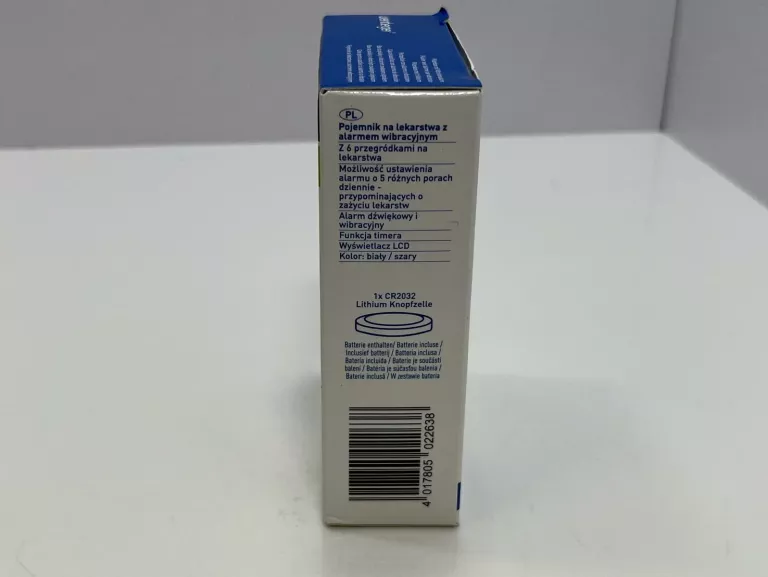 PL
Pojemnik na lekarstwa z
alarmem wibracyjnym
Z 6 przegródkami na
lekarstwa
Możliwość ustawienia
alarmu o 5 różnych porach
dziennie -
przypominających o
zażyciu lekarstw
Alarm dźwiękowy i
wibracyjny
Funkcja timera
Wyświetlacz LCD
Kolor: biały / szary
1x CR2032
Lithium Knopfzelle
Batterie enthalten/ Batterie incluse /
Inclusief batterij / Batteria inclusa /
Bateria incluida / Baterie je součástí
balení / Batéria je súčasťou balenia /
Baterie inclusă / W zestawie bateria
4 017805 022638